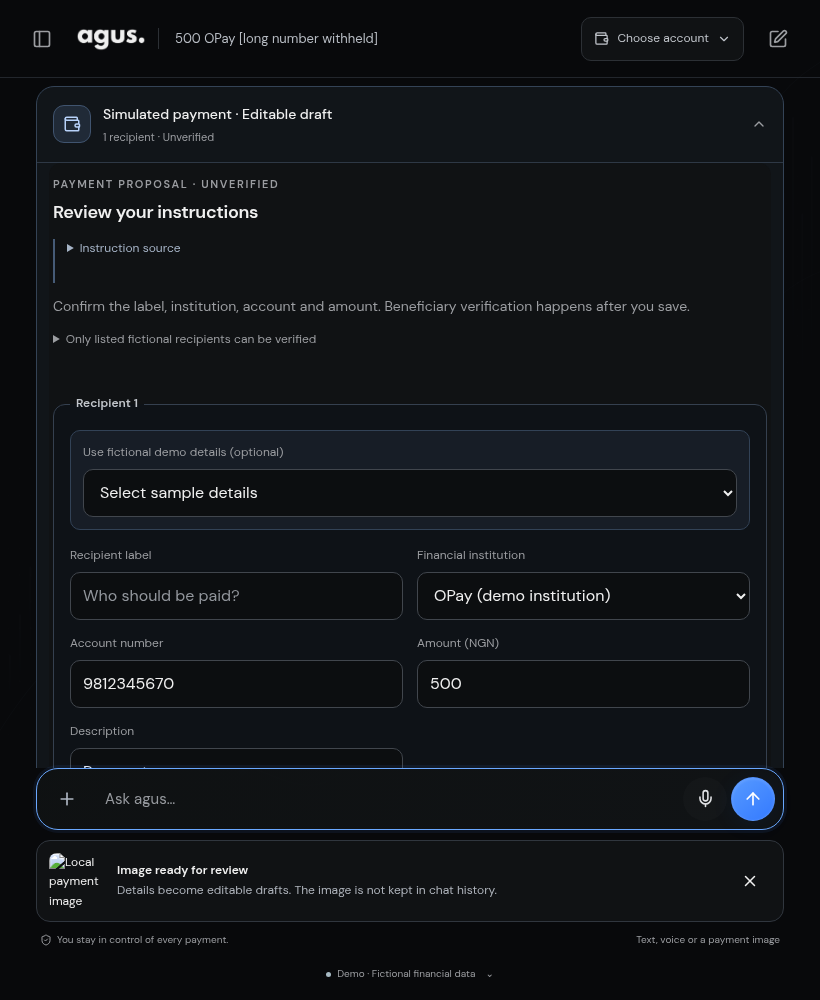 agus.
500 OPay [long number withheld]
Choose account
Simulated payment · Editable draft
1 recipient · Unverified
PAYMENT PROPOSAL · UNVERIFIED
Review your instructions
Instruction source
Confirm the label, institution, account and amount. Beneficiary verification happens after you save.
Only listed fictional recipients can be verified
Recipient 1
Use fictional demo details (optional)
Select sample details
Recipient label
Financial institution
Who should be paid?
OPay (demo institution)
Account number
Amount (NGN)
9812345670
500
Description
Ask agus...
Local
payment
image
Image ready for review
Details become editable drafts. The image is not kept in chat history.
You stay in control of every payment.
Text, voice or a payment image
Demo · Fictional financial data